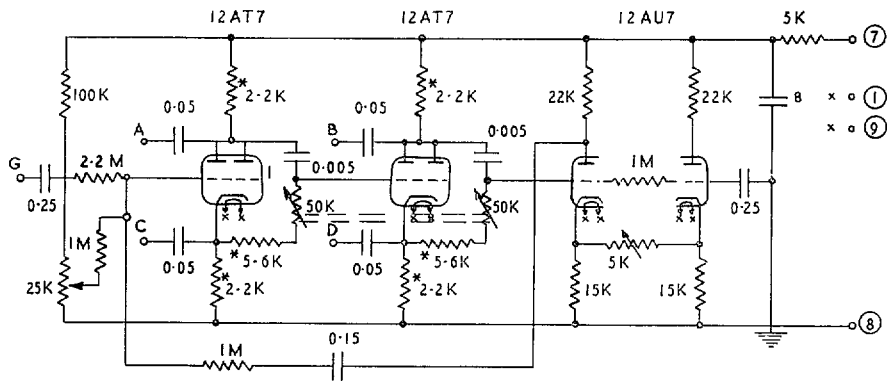 12AT7 12AT7 12AU7 5K 7
100K * 2·2K * 2·2K 22K 22K 8 x 1
0·05 0·05 x 9
A B
0·005 0·005
G 2·2 M 1 1M
0·25 50K 50K 0·25
x x x x x x x x
1M C D
0·05 * 5·6K 0·05 * 5·6K 5K
25K * 2·2K * 2·2K 15K 15K
8
0·15
1M